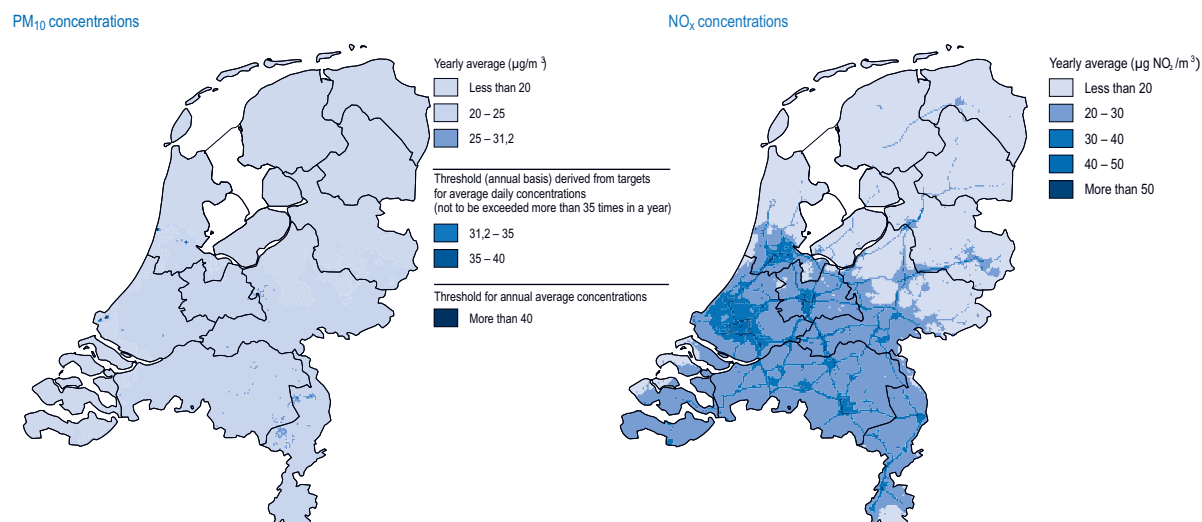 PM₁₀ concentrations
Yearly average (µg/m³)
Less than 20
20 – 25
25 – 31,2
Threshold (annual basis) derived from targets
for average daily concentrations
(not to be exceeded more than 35 times in a year)
31,2 – 35
35 – 40
Threshold for annual average concentrations
More than 40
NOₓ concentrations
Yearly average (µg NO₂ /m³)
Less than 20
20 – 30
30 – 40
40 – 50
More than 50